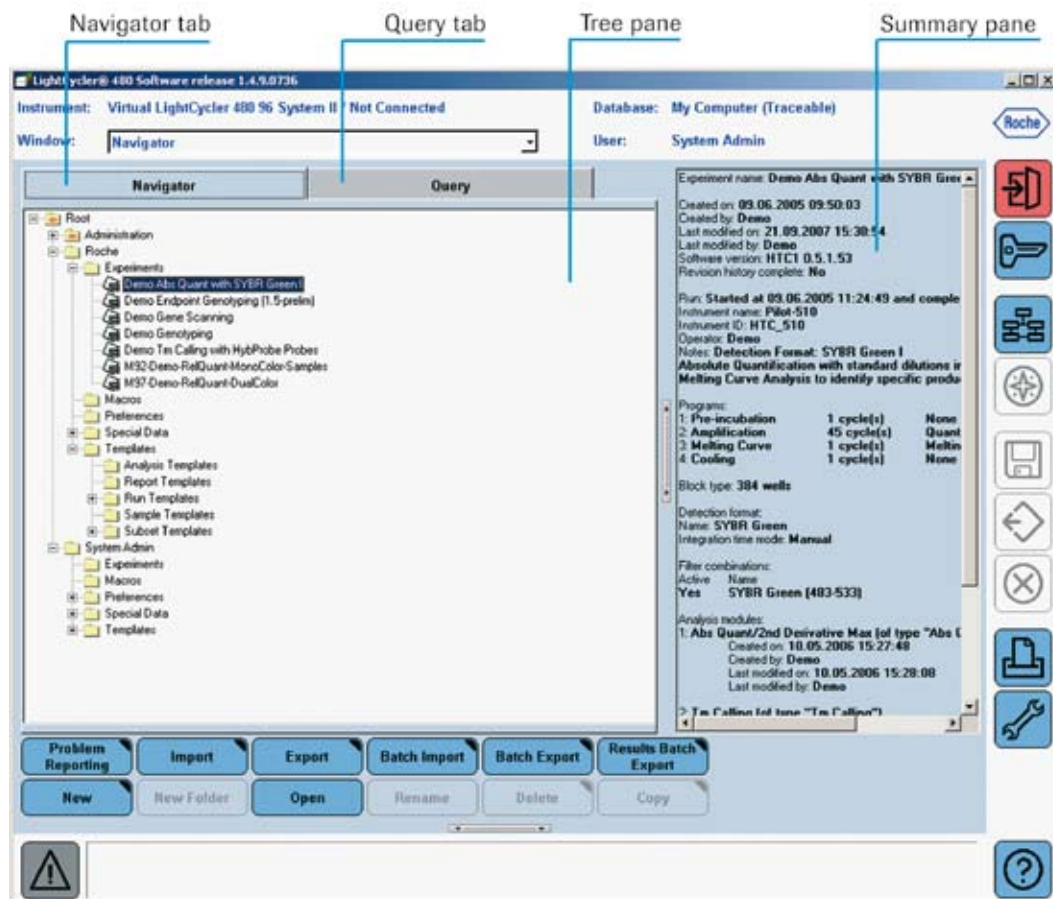 Navigator tab
Query tab
Tree pane
Summary pane
LightCycler® 480 Software release 1.4.9.0736
Instrument: Virtual LightCycler 480 96 System II / Not Connected
Database: My Computer (Traceable)
Window: Navigator
User: System Admin
Roche
Navigator
Query
Root
Administration
Roche
Experiments
Demo Abs Quant with SYBR Green I
Demo Endpoint Genotyping (1.5-prelim)
Demo Gene Scanning
Demo Genotyping
Demo Tm Calling with HybProbe Probes
M92-Demo-RelQuant-MonoColor-Samples
M97-Demo-RelQuant-DualColor
Macros
Preferences
Special Data
Templates
Analysis Templates
Report Templates
Run Templates
Sample Templates
Subset Templates
System Admin
Experiments
Macros
Preferences
Special Data
Templates
Experiment name: Demo Abs Quant with SYBR Gree
Created on: 09.06.2005 09:50:03
Created by: Demo
Last modified on: 21.09.2007 15:30:54
Last modified by: Demo
Software version: HTC1 0.5.1.53
Revision history complete: No
Run: Started at 09.06.2005 11:24:49 and comple
Instrument name: Pilot-510
Instrument ID: HTC_510
Operator: Demo
Notes: Detection Format: SYBR Green I
Absolute Quantification with standard dilutions in
Melting Curve Analysis to identify specific produ
Programs:
1: Pre-incubation 1 cycle(s) None
2: Amplification 45 cycle(s) Quant
3: Melting Curve 1 cycle(s) Meltin
4: Cooling 1 cycle(s) None
Block type: 384 wells
Detection format:
Name: SYBR Green
Integration time mode: Manual
Filter combinations:
Active Name
Yes SYBR Green (483-533)
Analysis modules:
1: Abs Quant/2nd Derivative Max (of type "Abs Q
Created on: 10.05.2006 15:27:48
Created by: Demo
Last modified on: 10.05.2006 15:28:08
Last modified by: Demo
2: Tm Calling (of type "Tm Calling")
Problem Reporting
Import
Export
Batch Import
Batch Export
Results Batch Export
New
New Folder
Open
Rename
Delete
Copy